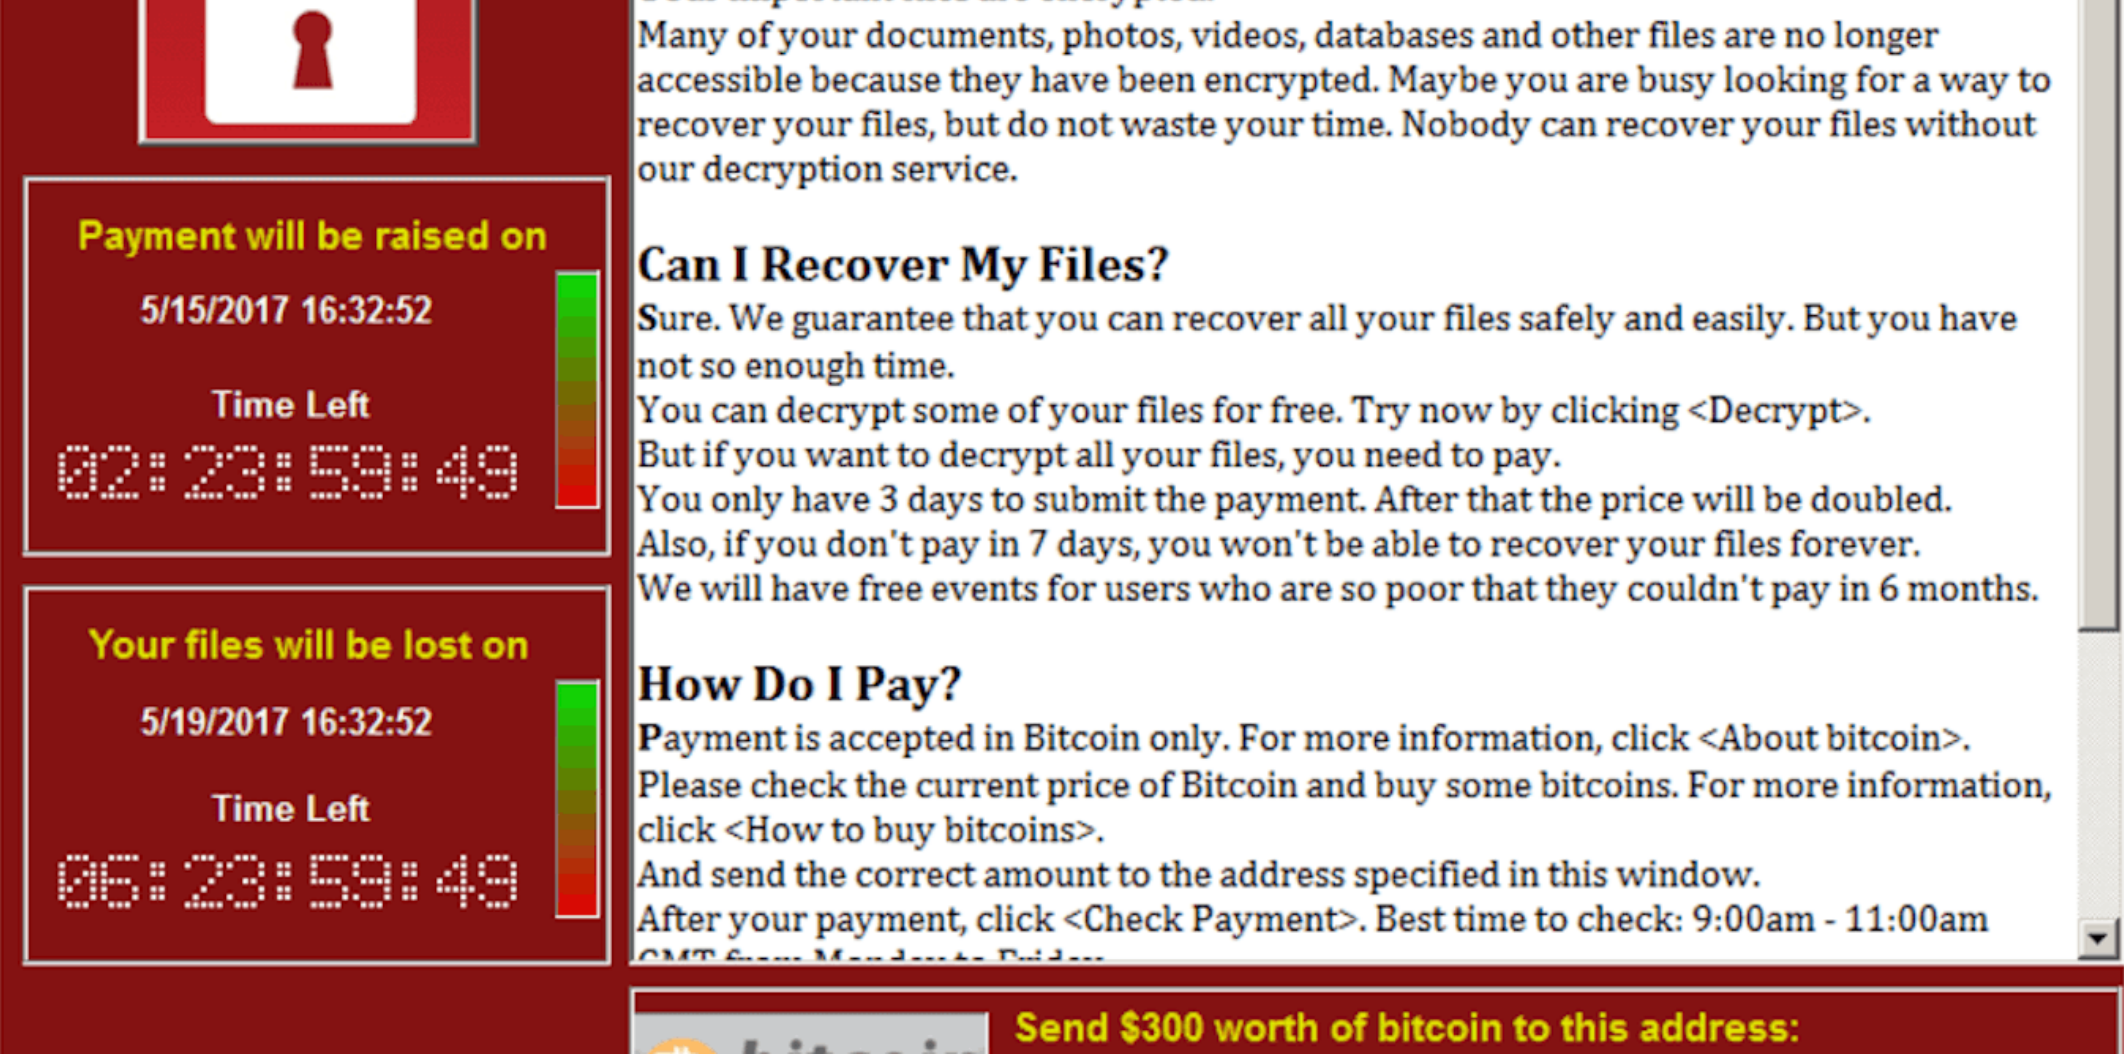 Payment will be raised on
5/15/2017 16:32:52
Time Left
02:23:59:49
Your files will be lost on
5/19/2017 16:32:52
Time Left
06:23:59:49
Your important files are encrypted.
Many of your documents, photos, videos, databases and other files are no longer
accessible because they have been encrypted. Maybe you are busy looking for a way to
recover your files, but do not waste your time. Nobody can recover your files without
our decryption service.
Can I Recover My Files?
Sure. We guarantee that you can recover all your files safely and easily. But you have
not so enough time.
You can decrypt some of your files for free. Try now by clicking <Decrypt>.
But if you want to decrypt all your files, you need to pay.
You only have 3 days to submit the payment. After that the price will be doubled.
Also, if you don't pay in 7 days, you won't be able to recover your files forever.
We will have free events for users who are so poor that they couldn't pay in 6 months.
How Do I Pay?
Payment is accepted in Bitcoin only. For more information, click <About bitcoin>.
Please check the current price of Bitcoin and buy some bitcoins. For more information,
click <How to buy bitcoins>.
And send the correct amount to the address specified in this window.
After your payment, click <Check Payment>. Best time to check: 9:00am - 11:00am
GMT from Monday to Friday.
bitcoin
Send $300 worth of bitcoin to this address: